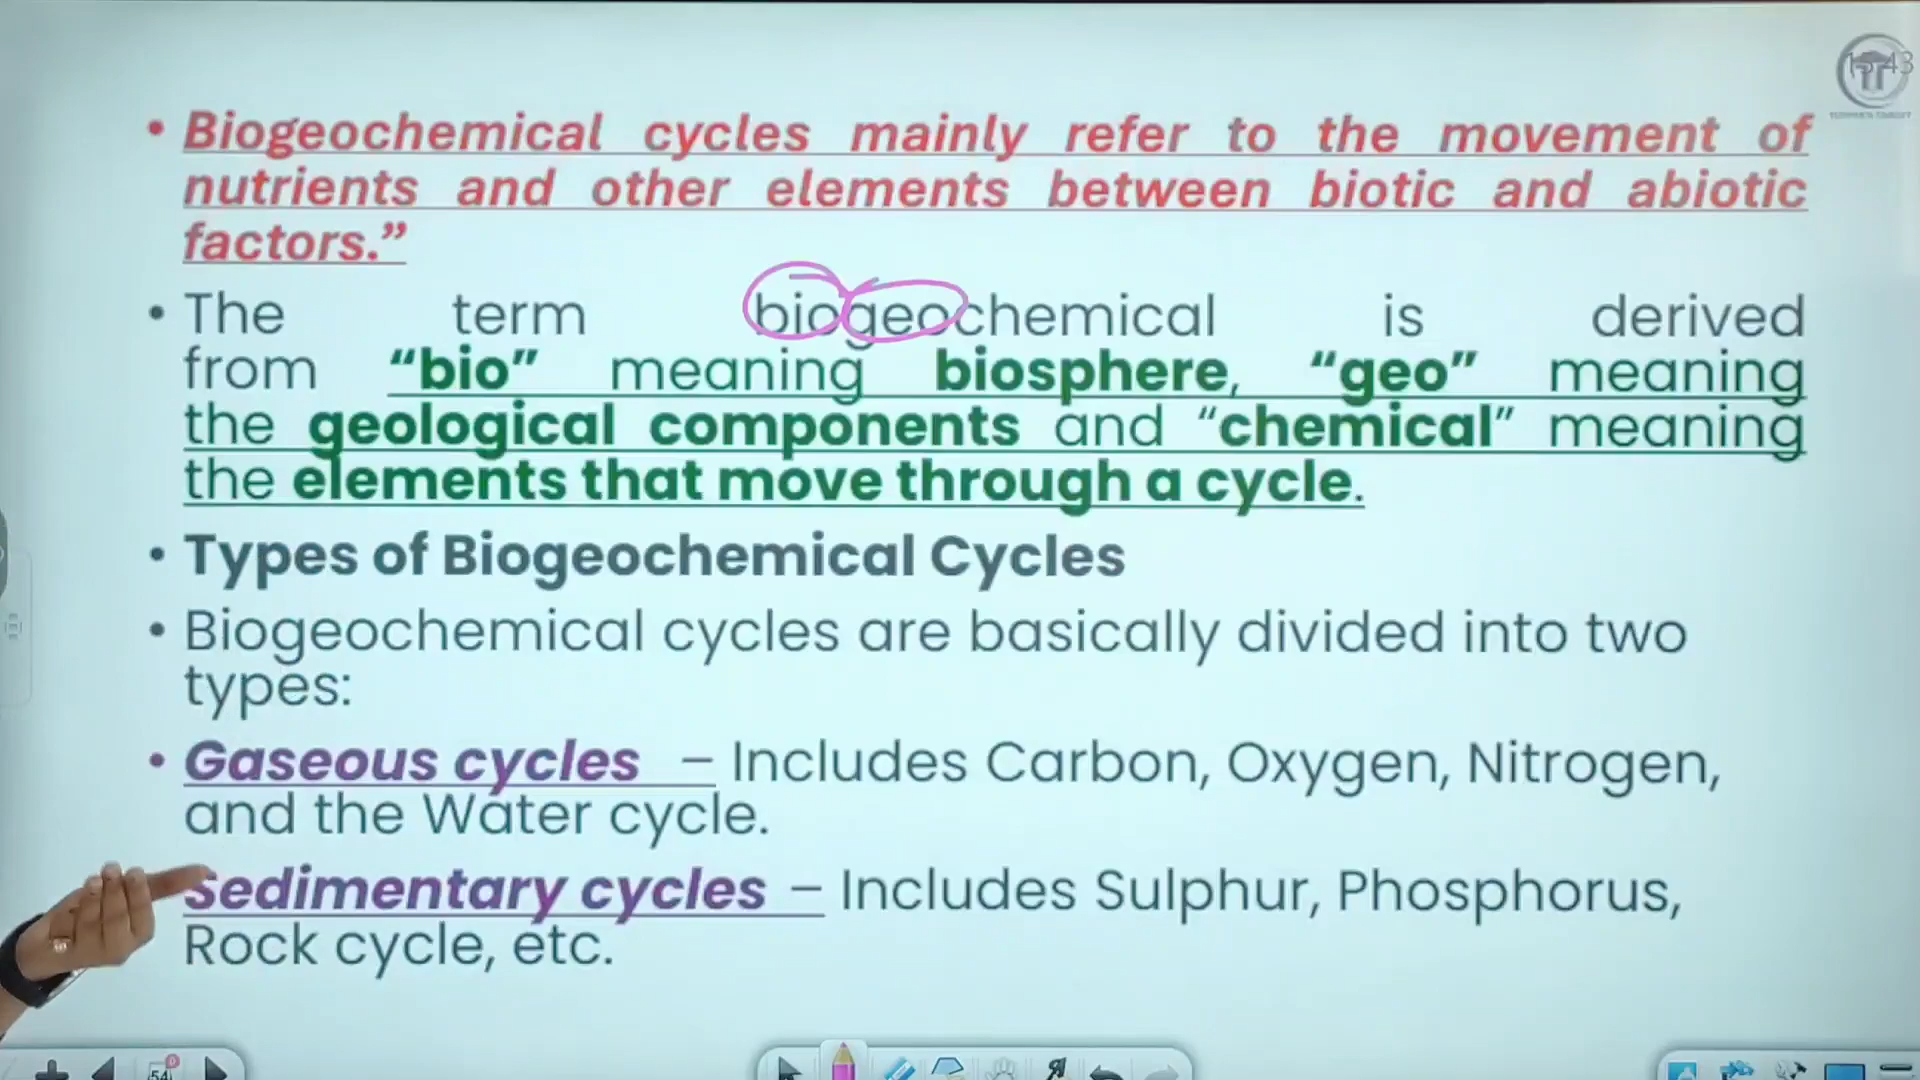 15:43
• Biogeochemical cycles mainly refer to the movement of
nutrients and other elements between biotic and abiotic
factors.”
• The term biogeochemical is derived
from “bio” meaning biosphere, “geo” meaning
the geological components and “chemical” meaning
the elements that move through a cycle.
• Types of Biogeochemical Cycles
• Biogeochemical cycles are basically divided into two
types:
• Gaseous cycles – Includes Carbon, Oxygen, Nitrogen,
and the Water cycle.
Sedimentary cycles – Includes Sulphur, Phosphorus,
Rock cycle, etc.
54